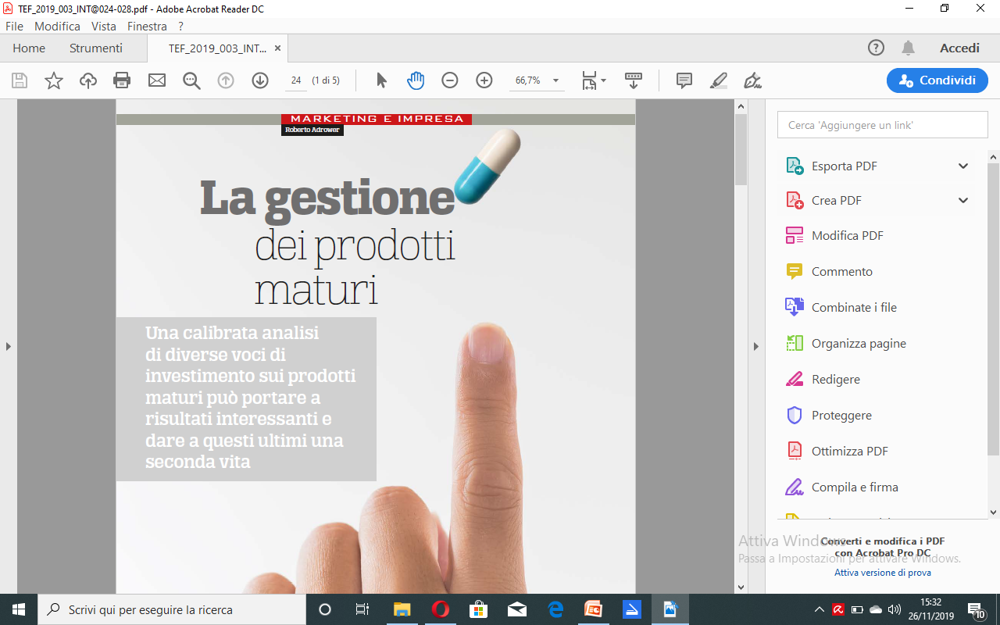 TEF_2019_003_INT@024-028.pdf - Adobe Acrobat Reader DC
File Modifica Vista Finestra ?
Home Strumenti TEF_2019_003_INT... × Accedi
24 (1 di 5) 66,7% Condividi
MARKETING E IMPRESA
Roberto Adrower
La gestione
dei prodotti
maturi
Una calibrata analisi
di diverse voci di
investimento sui prodotti
maturi può portare a
risultati interessanti e
dare a questi ultimi una
seconda vita
Cerca 'Aggiungere un link'
Esporta PDF
Crea PDF
Modifica PDF
Commento
Combinate i file
Organizza pagine
Redigere
Proteggere
Ottimizza PDF
Compila e firma
Attiva Windows
Passa a Impostazioni per attivare Windows.
Converti e modifica i PDF
con Acrobat Pro DC
Attiva versione di prova
Scrivi qui per eseguire la ricerca
15:32
26/11/2019
10